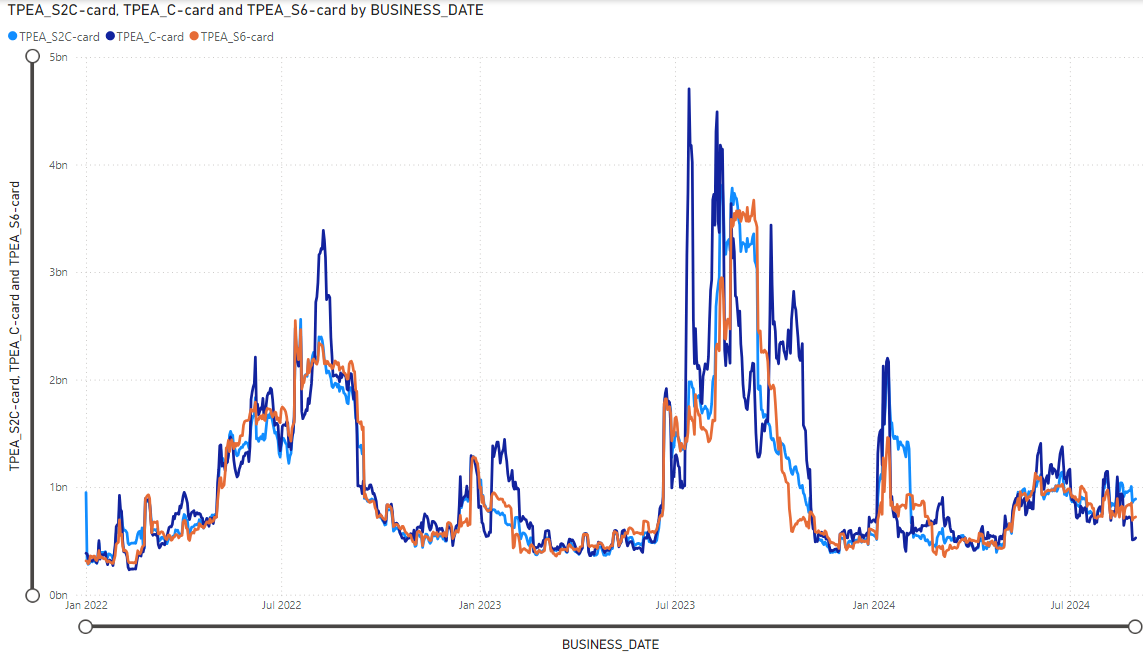 TPEA_S2C-card, TPEA_C-card and TPEA_S6-card by BUSINESS_DATE
TPEA_S2C-card TPEA_C-card TPEA_S6-card
5bn
4bn
3bn
2bn
1bn
0bn
TPEA_S2C-card, TPEA_C-card and TPEA_S6-card
Jan 2022 Jul 2022 Jan 2023 Jul 2023 Jan 2024 Jul 2024
BUSINESS_DATE